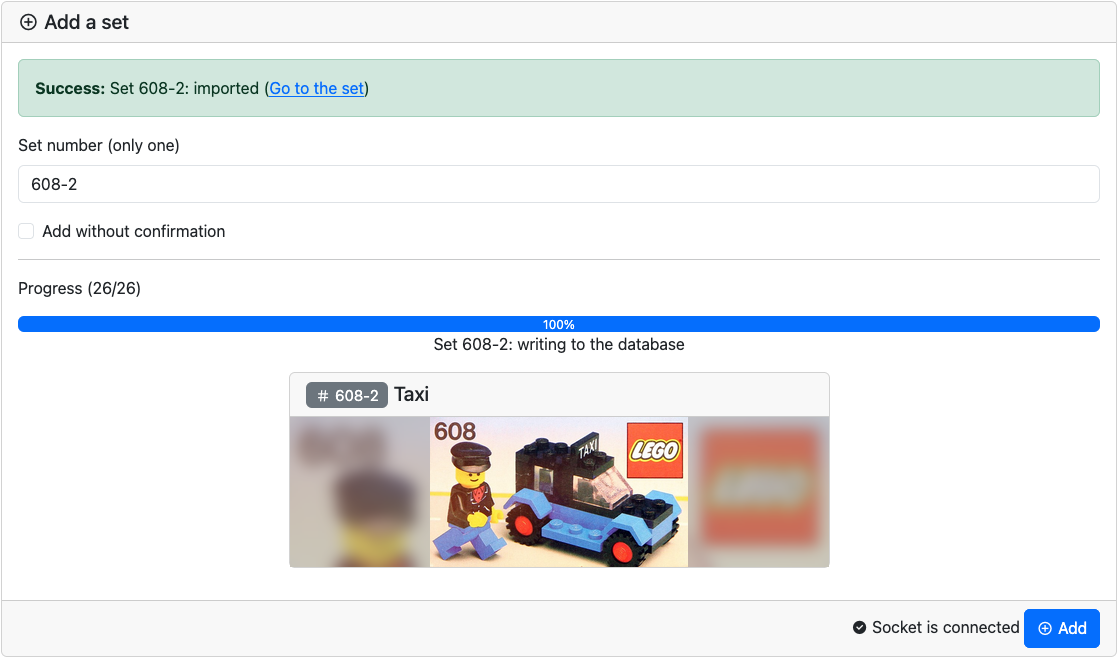 Add a set
Success: Set 608-2: imported (Go to the set)
Set number (only one)
608-2
Add without confirmation
Progress (26/26)
100%
Set 608-2: writing to the database
# 608-2 Taxi
608
TAXI
LEGO
Socket is connected
Add